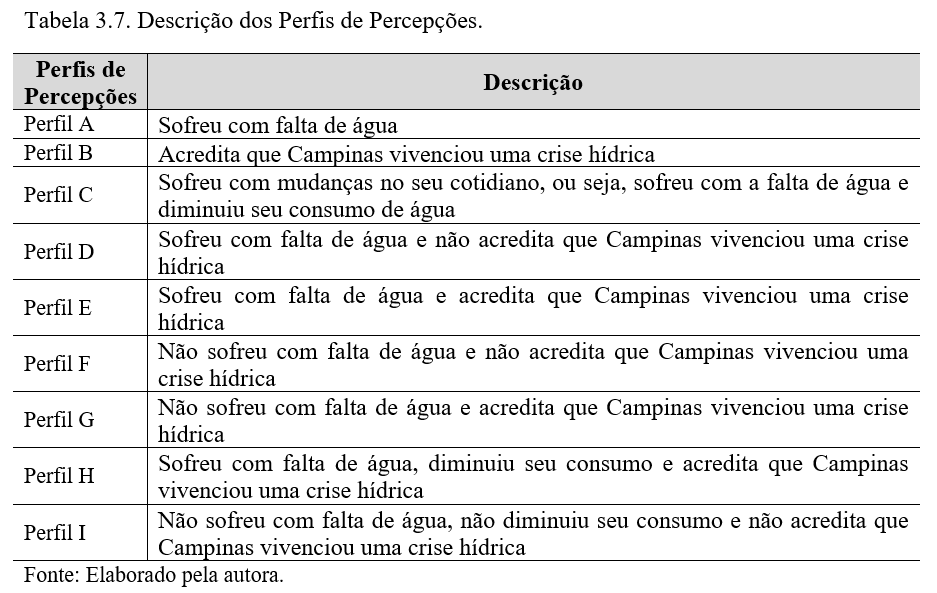 Tabela 3.7. Descrição dos Perfis de Percepções.
Perfis de
Percepções
Descrição
Perfil A
Sofreu com falta de água
Perfil B
Acredita que Campinas vivenciou uma crise hídrica
Perfil C
Sofreu com mudanças no seu cotidiano, ou seja, sofreu com a falta de água e
diminuiu seu consumo de água
Perfil D
Sofreu com falta de água e não acredita que Campinas vivenciou uma crise
hídrica
Perfil E
Sofreu com falta de água e acredita que Campinas vivenciou uma crise
hídrica
Perfil F
Não sofreu com falta de água e não acredita que Campinas vivenciou uma
crise hídrica
Perfil G
Não sofreu com falta de água e acredita que Campinas vivenciou uma crise
hídrica
Perfil H
Sofreu com falta de água, diminuiu seu consumo e acredita que Campinas
vivenciou uma crise hídrica
Perfil I
Não sofreu com falta de água, não diminuiu seu consumo e não acredita que
Campinas vivenciou uma crise hídrica
Fonte: Elaborado pela autora.